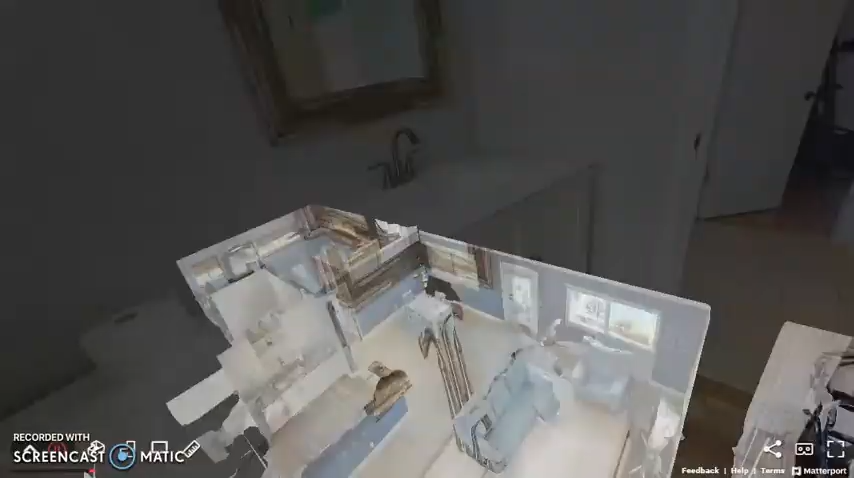 RECORDED WITH
SCREENCAST MATIC
Feedback | Help | Terms Matterport